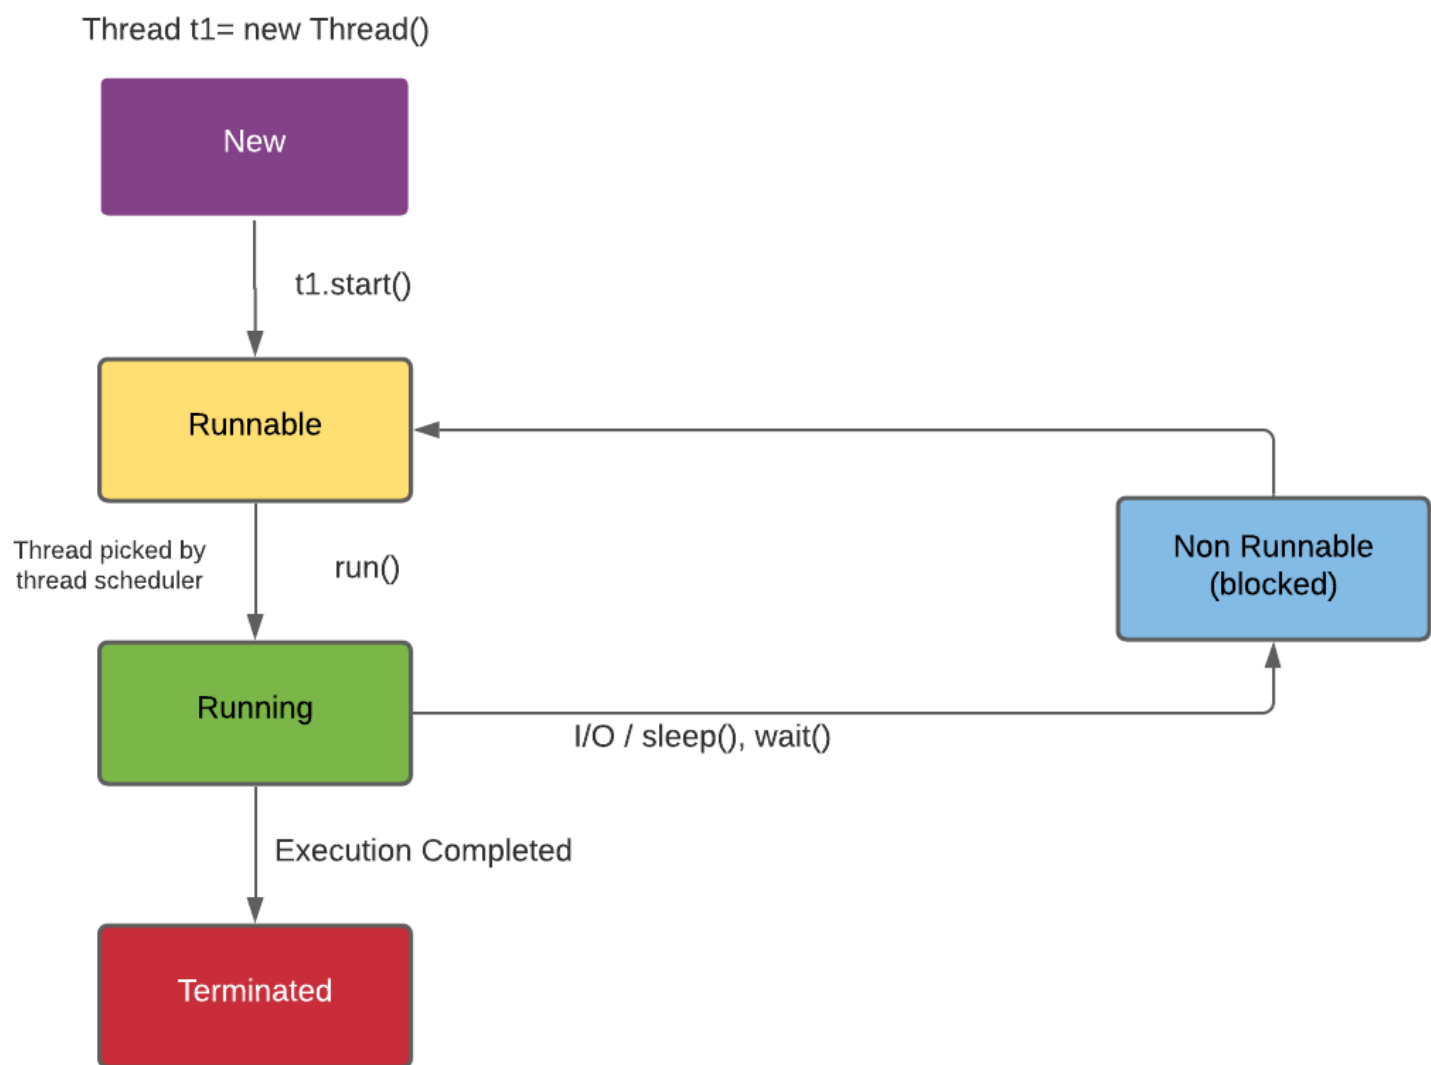 Thread t1= new Thread()
New
t1.start()
Runnable
Thread picked by
thread scheduler
run()
Non Runnable
(blocked)
Running
I/O / sleep(), wait()
Execution Completed
Terminated